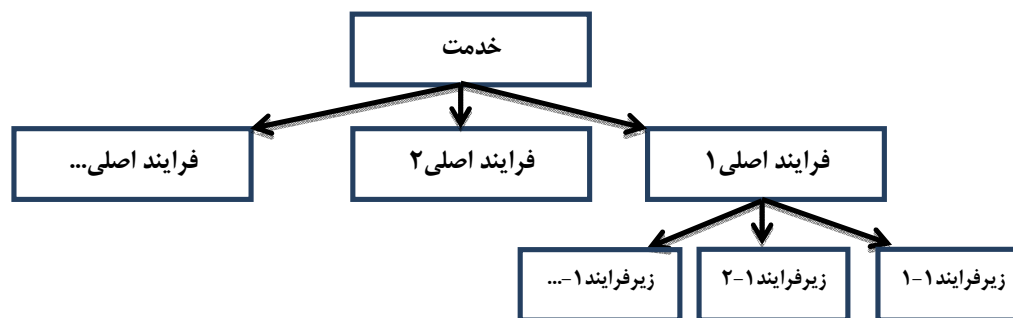 خدمت
فرایند اصلی۱
فرایند اصلی۲
فرایند اصلی...
زیرفرایند۱-۱
زیرفرایند۱-۲
زیرفرایند۱-...